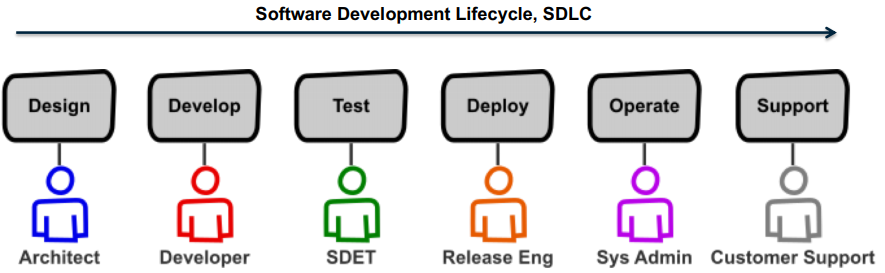 Software Development Lifecycle, SDLC
Design Develop Test Deploy Operate Support
Architect Developer SDET Release Eng Sys Admin Customer Support